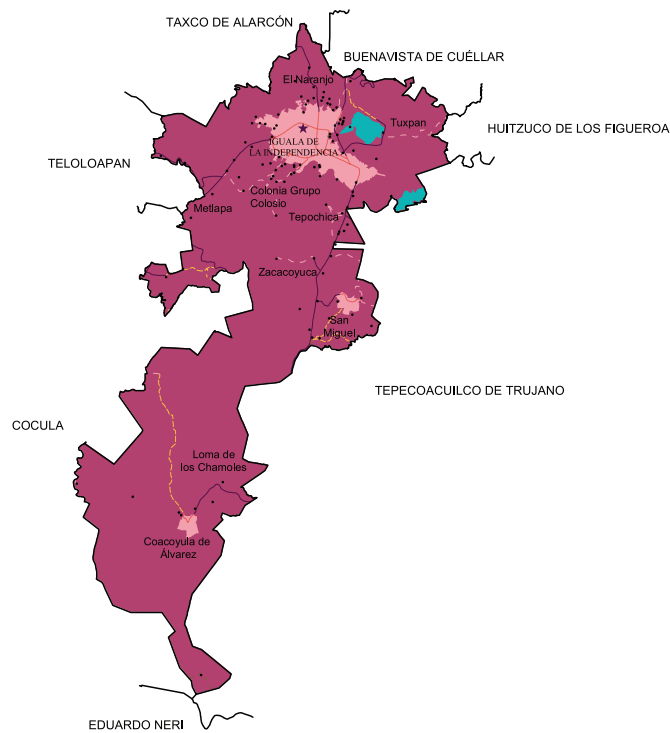 TAXCO DE ALARCÓN
BUENAVISTA DE CUÉLLAR
El Naranjo
Tuxpan
HUITZUCO DE LOS FIGUEROA
IGUALA DE
LA INDEPENDENCIA
TELOLOAPAN
Colonia Grupo
Colosio
Metlapa
Tepochica
Zacacoyuca
San
Miguel
TEPECOACUILCO DE TRUJANO
COCULA
Loma de
los Chamoles
Coacoyula de
Álvarez
EDUARDO NERI